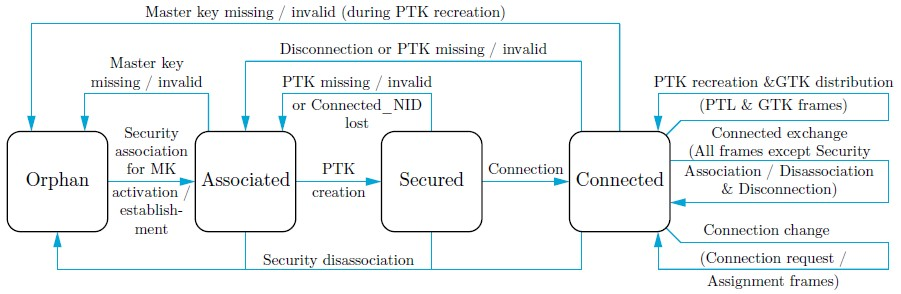 Master key missing / invalid (during PTK recreation)
Disconnection or PTK missing / invalid
Master key
missing / invalid
PTK missing / invalid
or Connected_NID
lost
PTK recreation &GTK distribution
(PTL & GTK frames)
Orphan
Security
association
for MK
activation /
establish-
ment
Associated
PTK
creation
Secured
Connection
Connected
Connected exchange
(All frames except Security
Association / Disassociation
& Disconnection)
Connection change
(Connection request /
Assignment frames)
Security disassociation